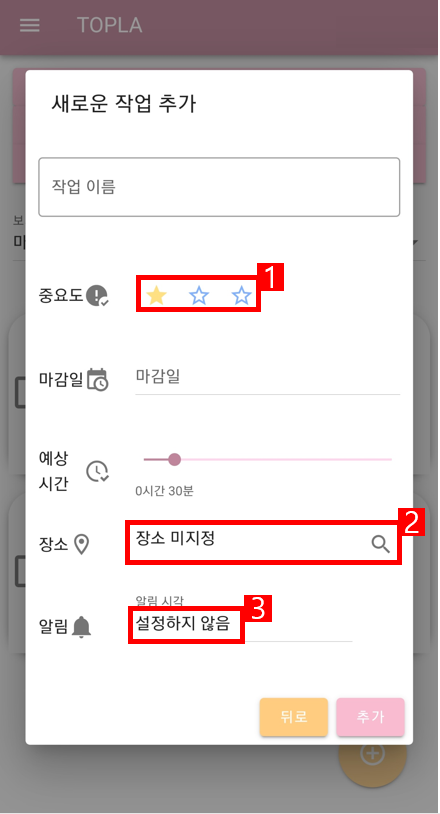 TOPLA
새로운 작업 추가
작업 이름
보
마
중요도
1
마감일
마감일
예상
시간
0시간 30분
2
장소
장소 미지정
알림 시각
3
알림
설정하지 않음
뒤로
추가